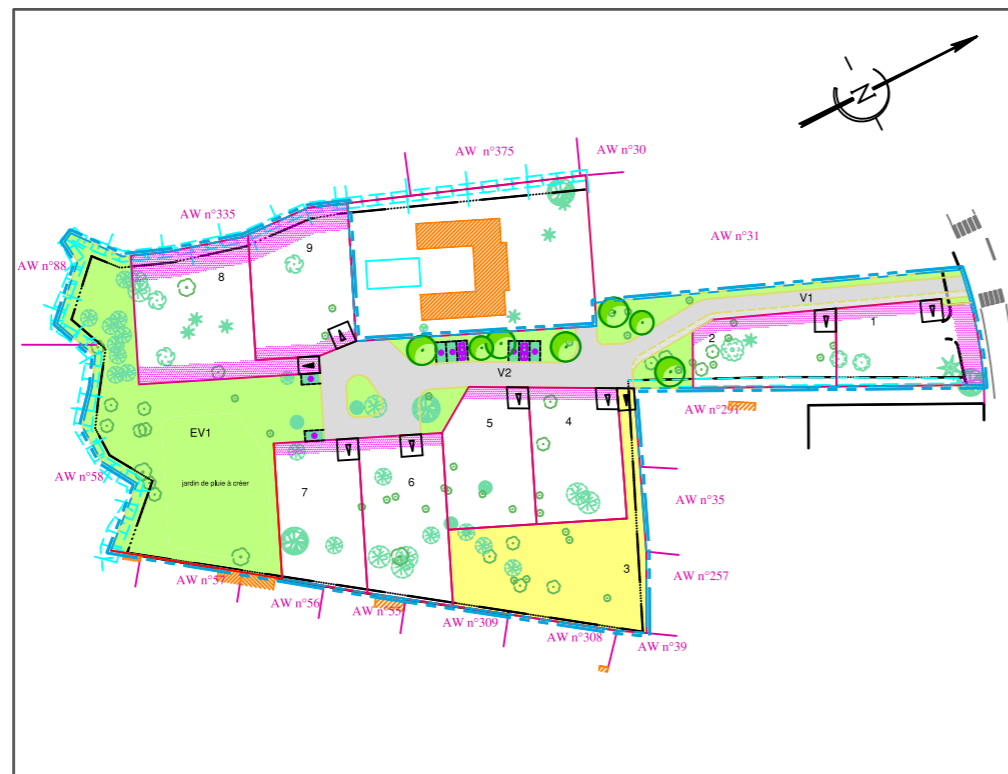 N
AW n°375
AW n°30
AW n°335
AW n°31
9
8
AW n°88
V1
1
2
V2
AW n°291
5
4
EV1
AW n°58
jardin de pluie à créer
7
6
AW n°35
3
AW n°257
AW n°57
AW n°56
AW n°55
AW n°309
AW n°308
AW n°39